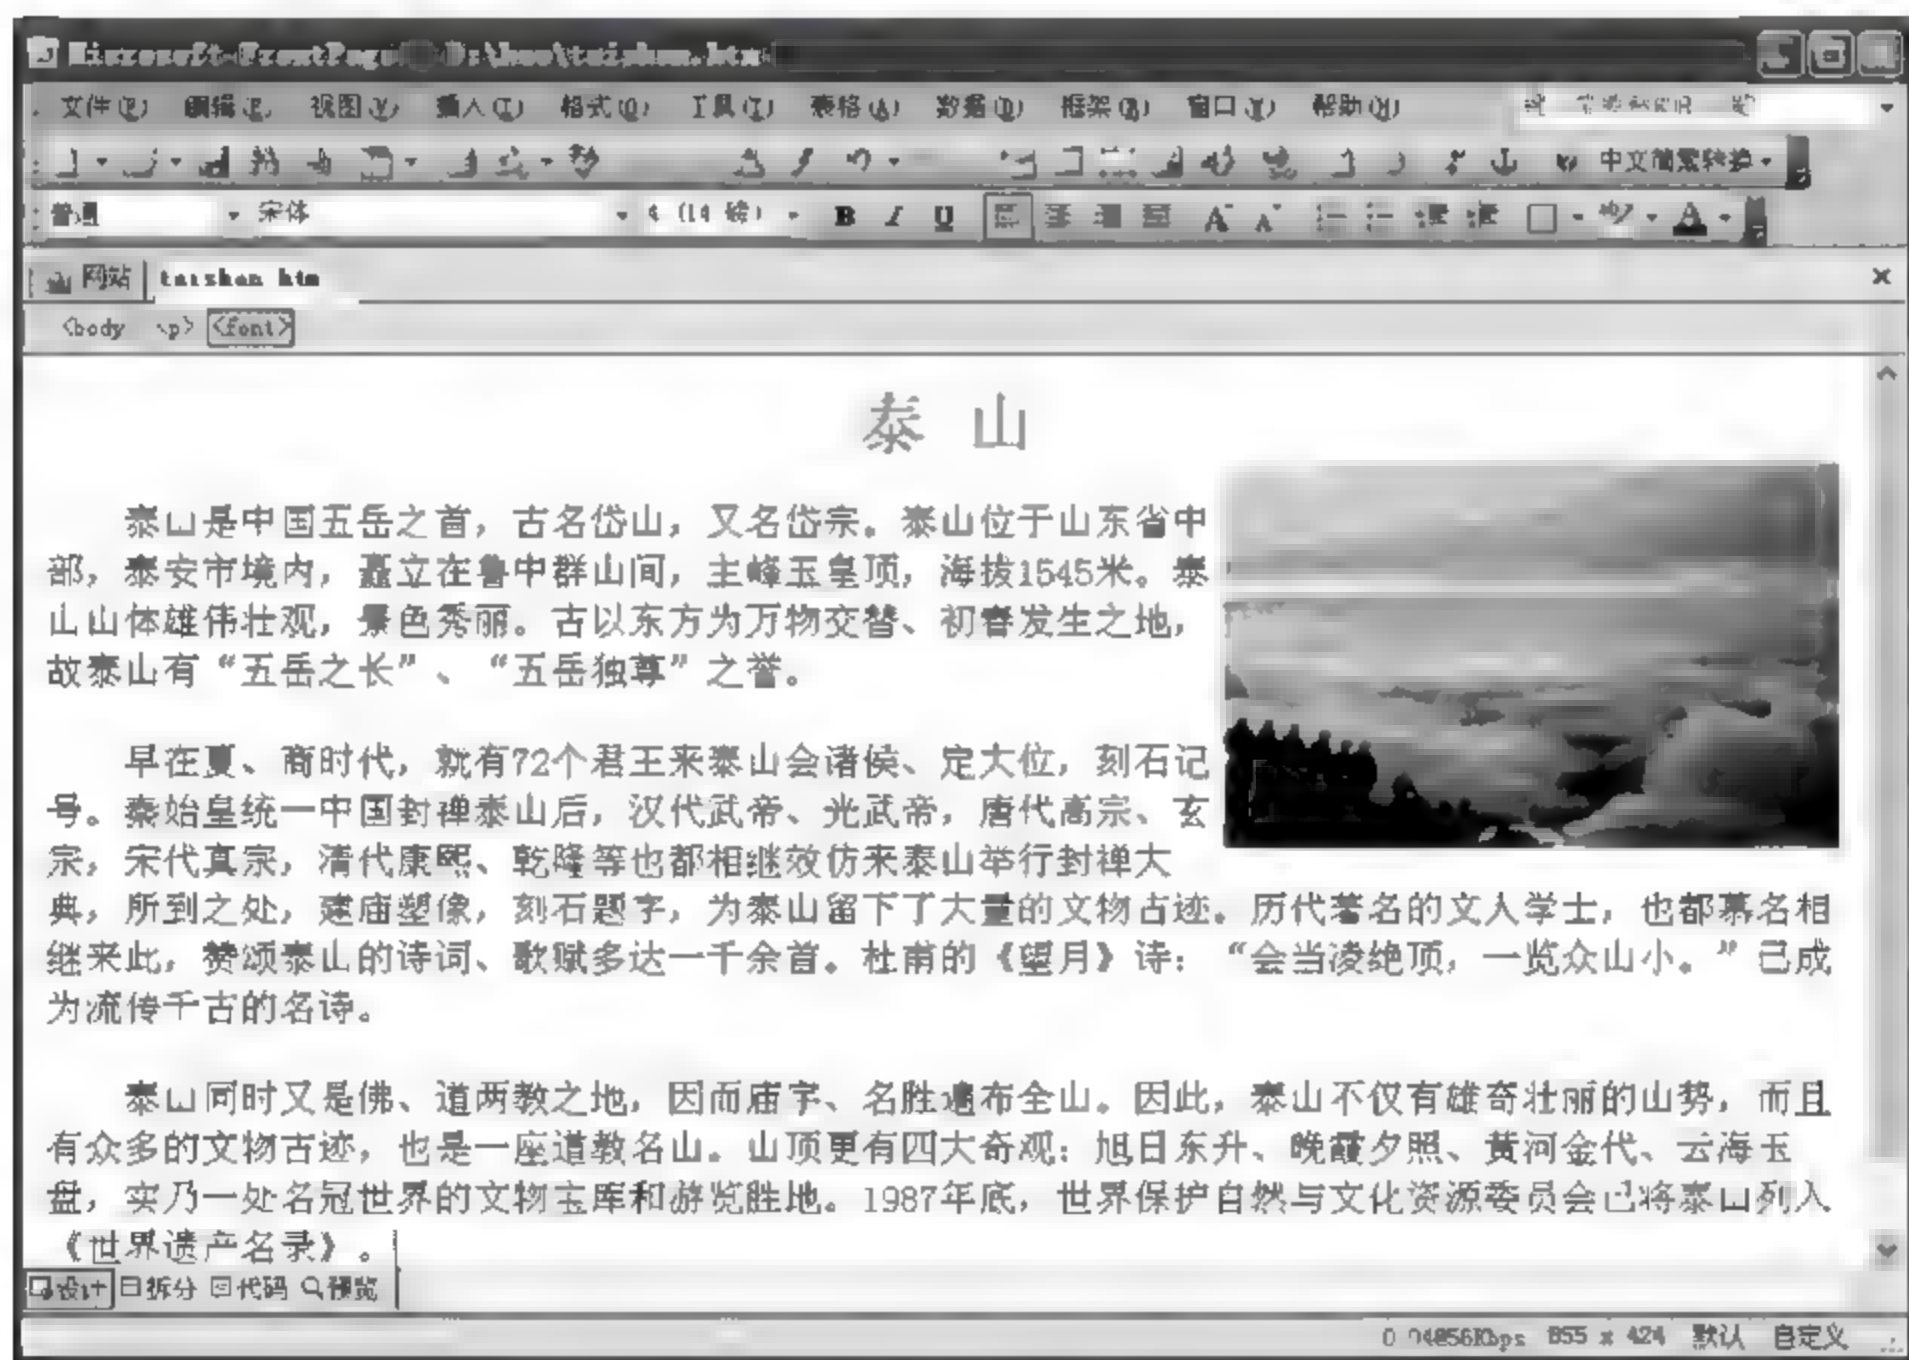 Microsoft FrontPage D:\hwo\taishan.htm
文件(F) 编辑(E) 视图(V) 插入(I) 格式(O) 工具(T) 表格(A) 数据(D) 框架(R) 窗口(W) 帮助(H)
中文简繁转换
普通 宋体 4 (14 磅) B I U A A A
网站 taishan htm
<body <p> <font>
泰 山
泰山是中国五岳之首，古名岱山，又名岱宗。泰山位于山东省中
部，泰安市境内，矗立在鲁中群山间，主峰玉皇顶，海拔1545米。泰
山山体雄伟壮观，景色秀丽。古以东方为万物交替、初春发生之地，
故泰山有“五岳之长”、“五岳独尊”之誉。
早在夏、商时代，就有72个君王来泰山会诸侯、定大位，刻石记
号。秦始皇统一中国封禅泰山后，汉代武帝、光武帝，唐代高宗、玄
宗，宋代真宗，清代康熙、乾隆等也都相继效仿来泰山举行封禅大
典，所到之处，建庙塑像，刻石题字，为泰山留下了大量的文物古迹。历代著名的文人学士，也都慕名相
继来此，赞颂泰山的诗词、歌赋多达一千余首。杜甫的《望月》诗：“会当凌绝顶，一览众山小。”已成
为流传千古的名诗。
泰山同时又是佛、道两教之地，因而庙宇、名胜遍布全山。因此，泰山不仅有雄奇壮丽的山势，而且
有众多的文物古迹，也是一座道教名山。山顶更有四大奇观：旭日东升、晚霞夕照、黄河金代、云海玉
盘，实乃一处名冠世界的文物宝库和游览胜地。1987年底，世界保护自然与文化资源委员会已将泰山列入
《世界遗产名录》。
设计 拆分 代码 预览
855 x 424 默认 自定义